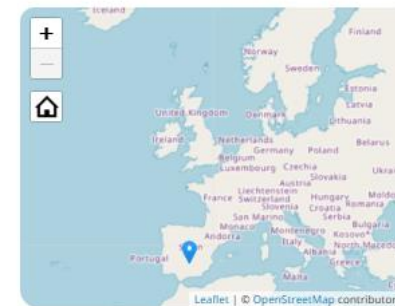 Iceland
+
Finland
Norway
Sweden
Estonia
Latvia
United Kingdom Denmark
Lithuania
Ireland Netherlands
Belarus
Germany Poland
Belgium
Luxembourg Czechia
Slovakia
Austria
Liechtenstein
France Switzerland Hungary
Slovenia Croatia Romania
San Marino Serbia
Monaco
Bulgaria
Andorra Montenegro Kosovo*
Italy
North Macedo
Portugal
Albania
Greece
Malta
Leaflet | © OpenStreetMap contributor